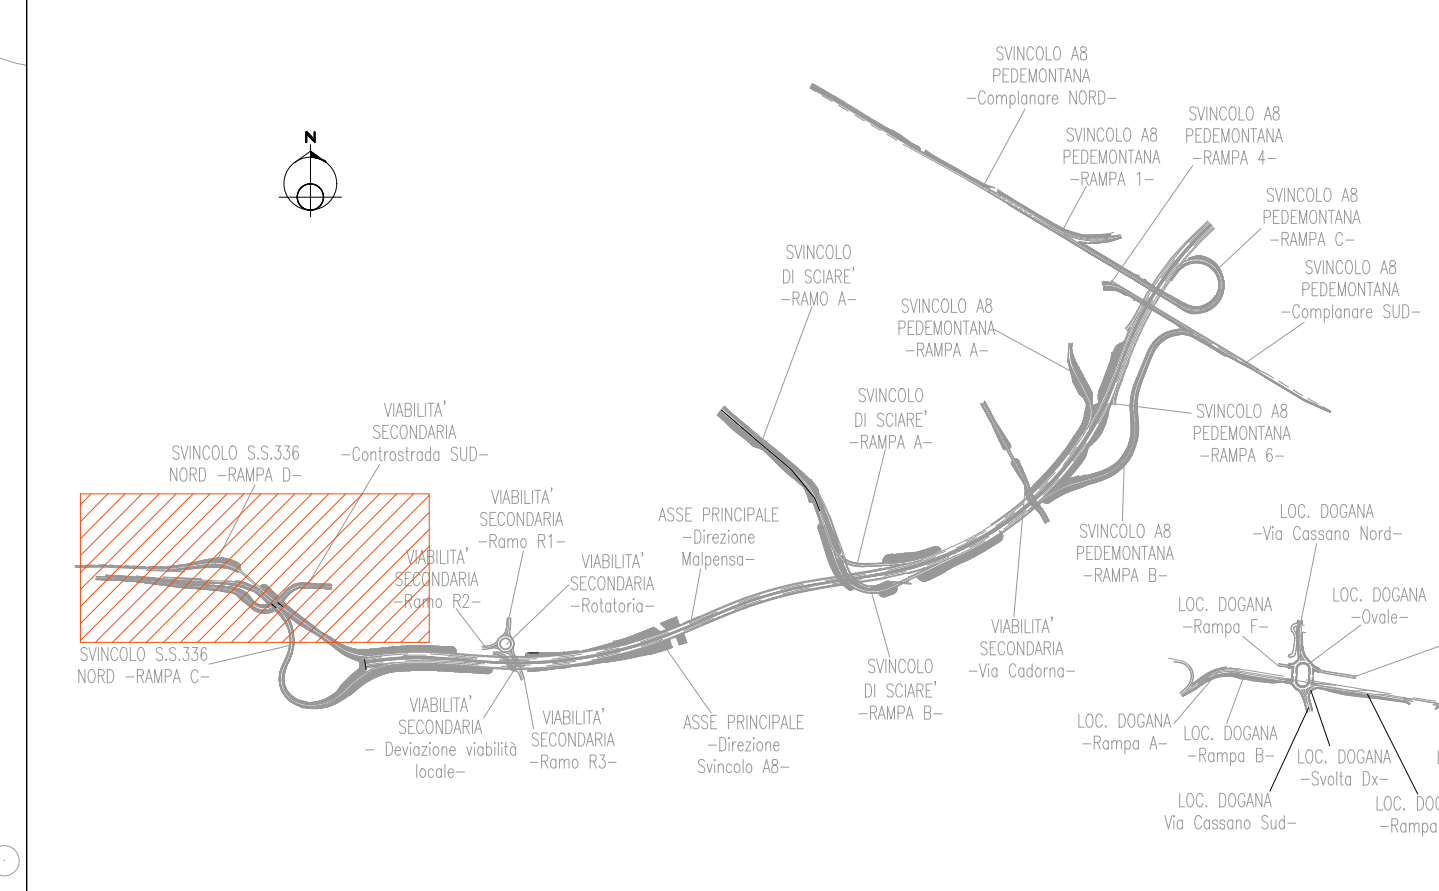 N
SVINCOLO A8
PEDEMONTANA
-Complanare NORD-
SVINCOLO A8
PEDEMONTANA
-RAMPA 4-
SVINCOLO A8
PEDEMONTANA
-RAMPA 1-
SVINCOLO A8
PEDEMONTANA
-RAMPA C-
SVINCOLO A8
PEDEMONTANA
-Complanare SUD-
SVINCOLO
DI SCIARE'
-RAMO A-
SVINCOLO A8
PEDEMONTANA
-RAMPA A-
SVINCOLO
DI SCIARE'
-RAMPA A-
VIABILITA'
SECONDARIA
-Controstrada SUD-
SVINCOLO S.S.336
NORD -RAMPA D-
SVINCOLO A8
PEDEMONTANA
-RAMPA 6-
VIABILITA'
SECONDARIA
-Ramo R1-
ASSE PRINCIPALE
-Direzione
Malpensa-
VIABILITA'
SECONDARIA
-Ramo R2-
VIABILITA'
SECONDARIA
-Rotatoria-
SVINCOLO A8
PEDEMONTANA
-RAMPA B-
LOC. DOGANA
-Via Cassano Nord-
LOC. DOGANA
-Rampa F-
LOC. DOGANA
-Ovale-
SVINCOLO S.S.336
NORD -RAMPA C-
VIABILITA'
SECONDARIA
-Via Cadorna-
SVINCOLO
DI SCIARE'
-RAMPA B-
VIABILITA'
SECONDARIA
- Deviazione viabilità
locale-
VIABILITA'
SECONDARIA
-Ramo R3-
ASSE PRINCIPALE
-Direzione
Svincolo A8-
LOC. DOGANA
-Rampa A-
LOC. DOGANA
-Rampa B-
LOC. DOGANA
-Svolta Dx-
LOC. DOGANA
Via Cassano Sud-
LOC. DOG
-Rampa